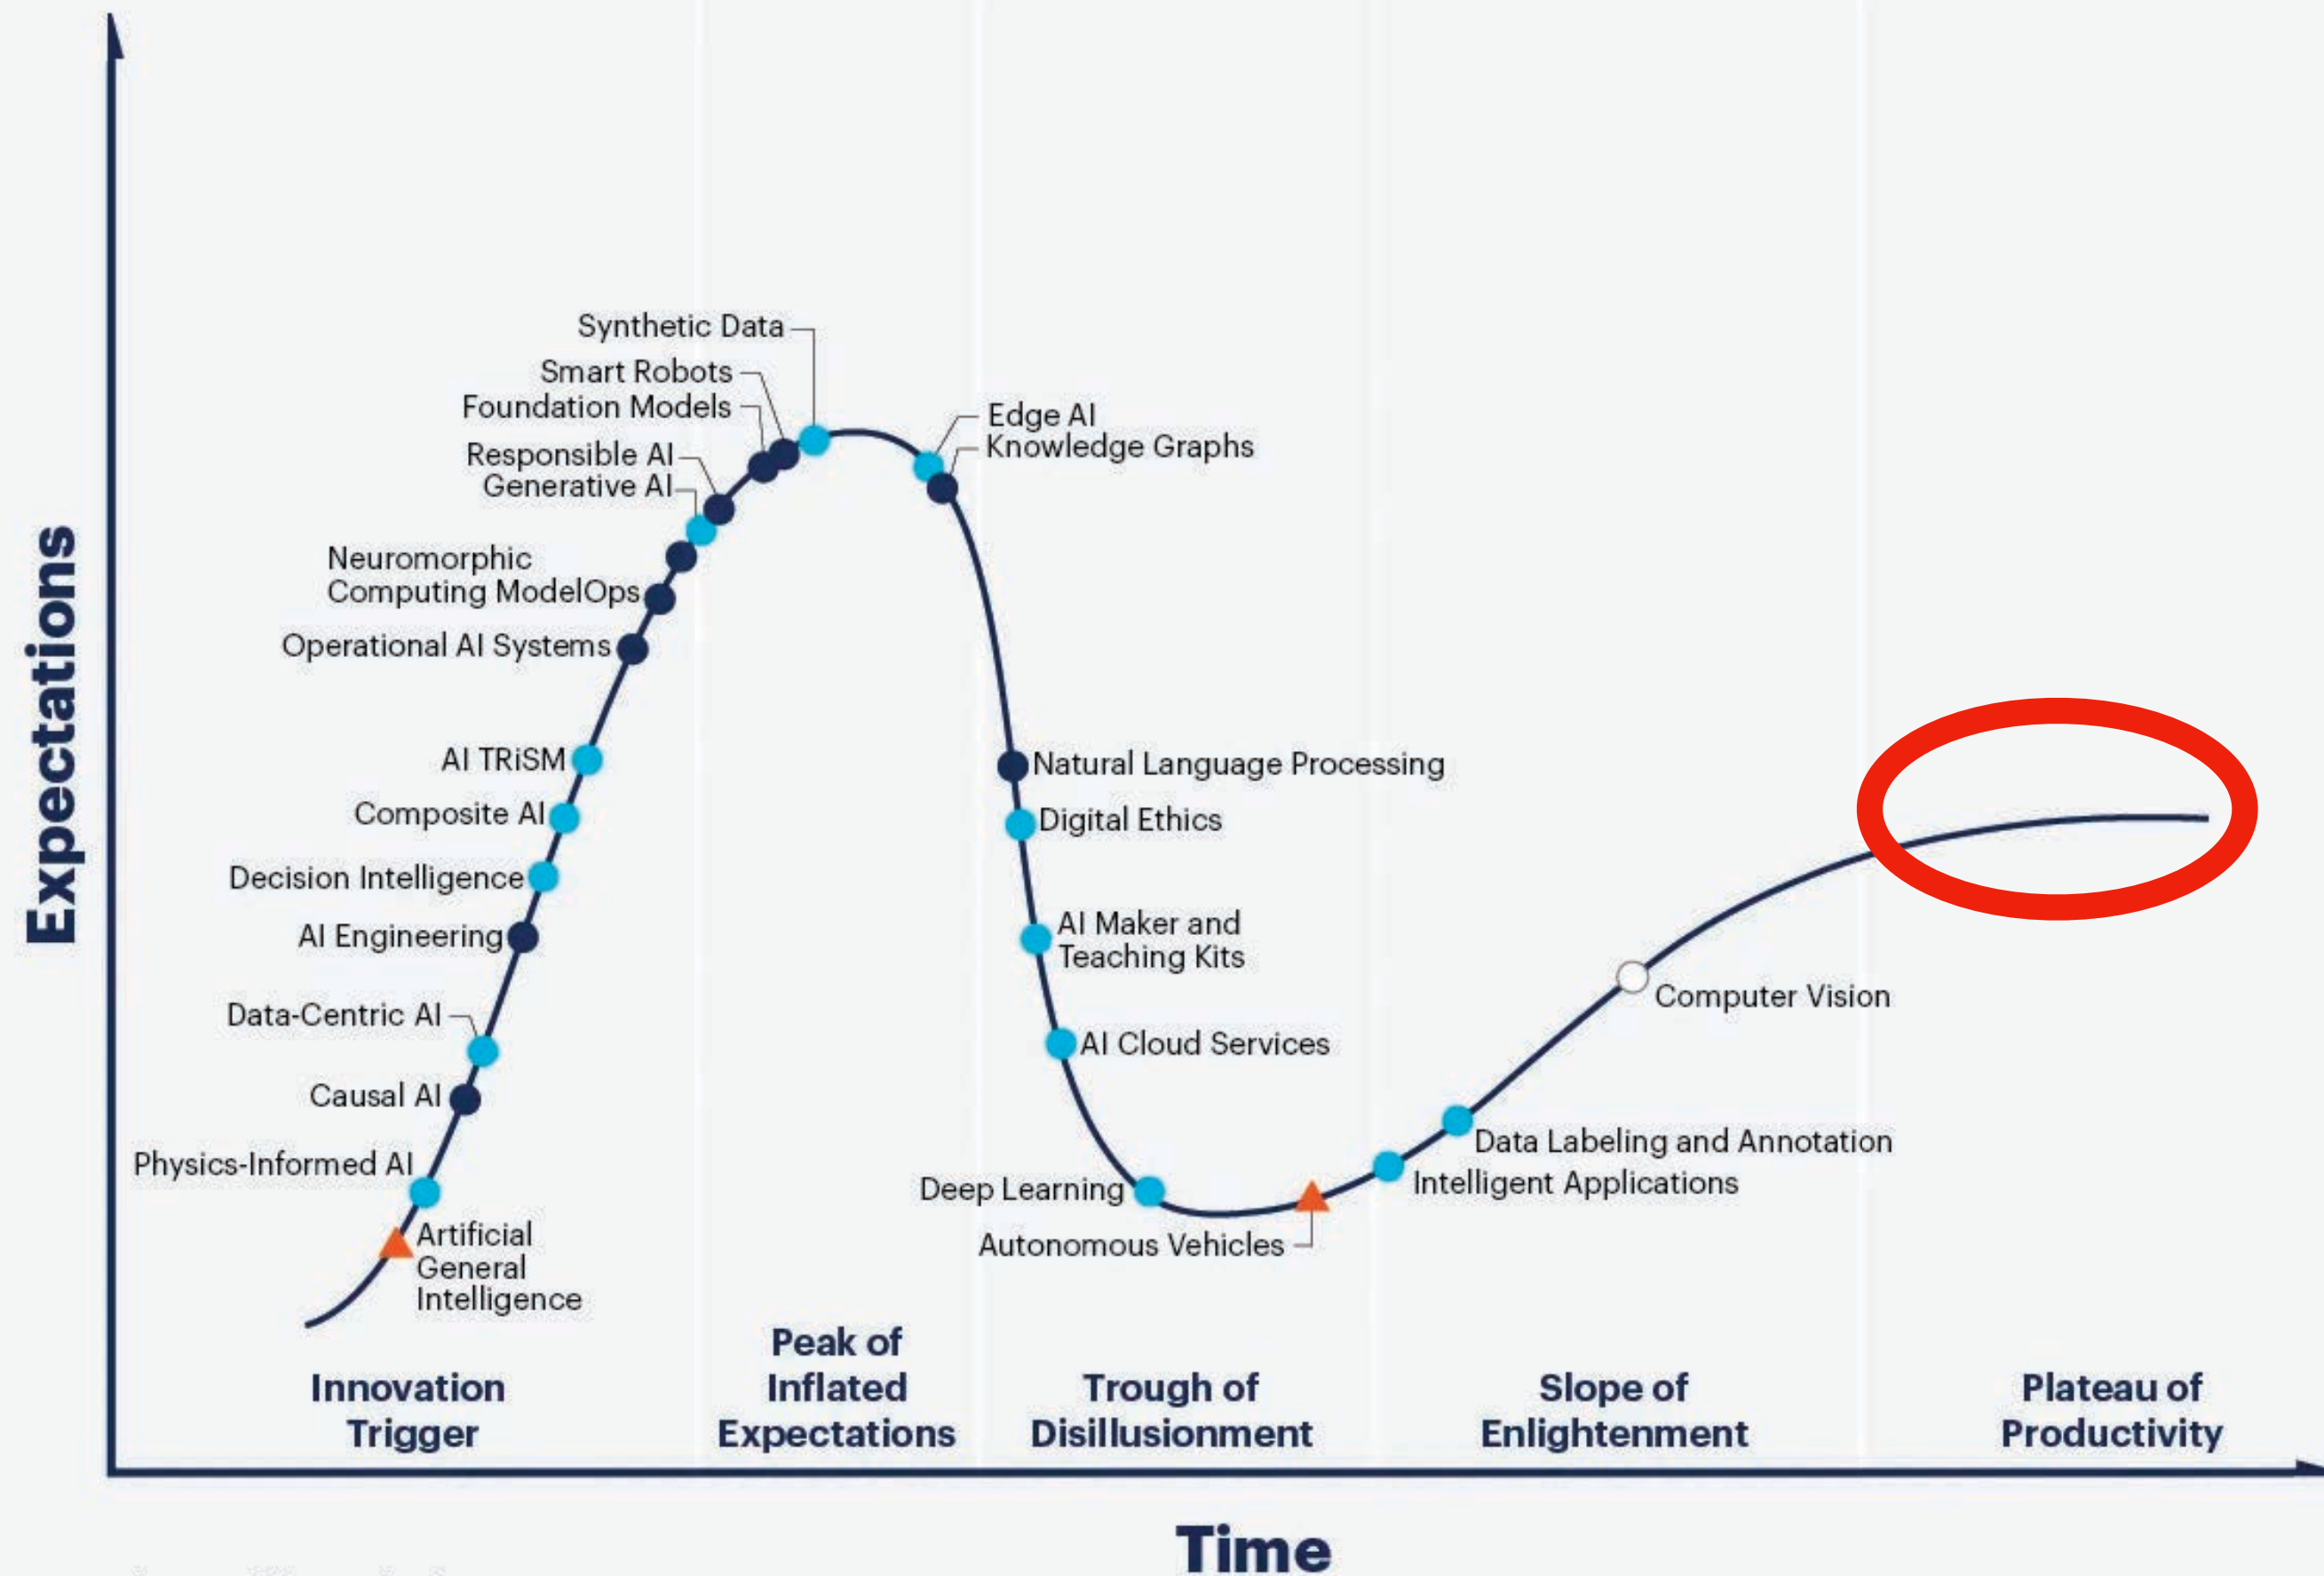 Synthetic Data
Smart Robots
Foundation Models
Responsible AI
Generative AI
Neuromorphic
Computing ModelOps
Operational AI Systems
AI TRiSM
Composite AI
Decision Intelligence
AI Engineering
Data-Centric AI
Causal AI
Physics-Informed AI
Artificial
General
Intelligence
Edge AI
Knowledge Graphs
Natural Language Processing
Digital Ethics
AI Maker and
Teaching Kits
AI Cloud Services
Deep Learning
Autonomous Vehicles
Computer Vision
Data Labeling and Annotation
Intelligent Applications
Expectations
Innovation
Trigger
Peak of
Inflated
Expectations
Trough of
Disillusionment
Slope of
Enlightenment
Plateau of
Productivity
Time